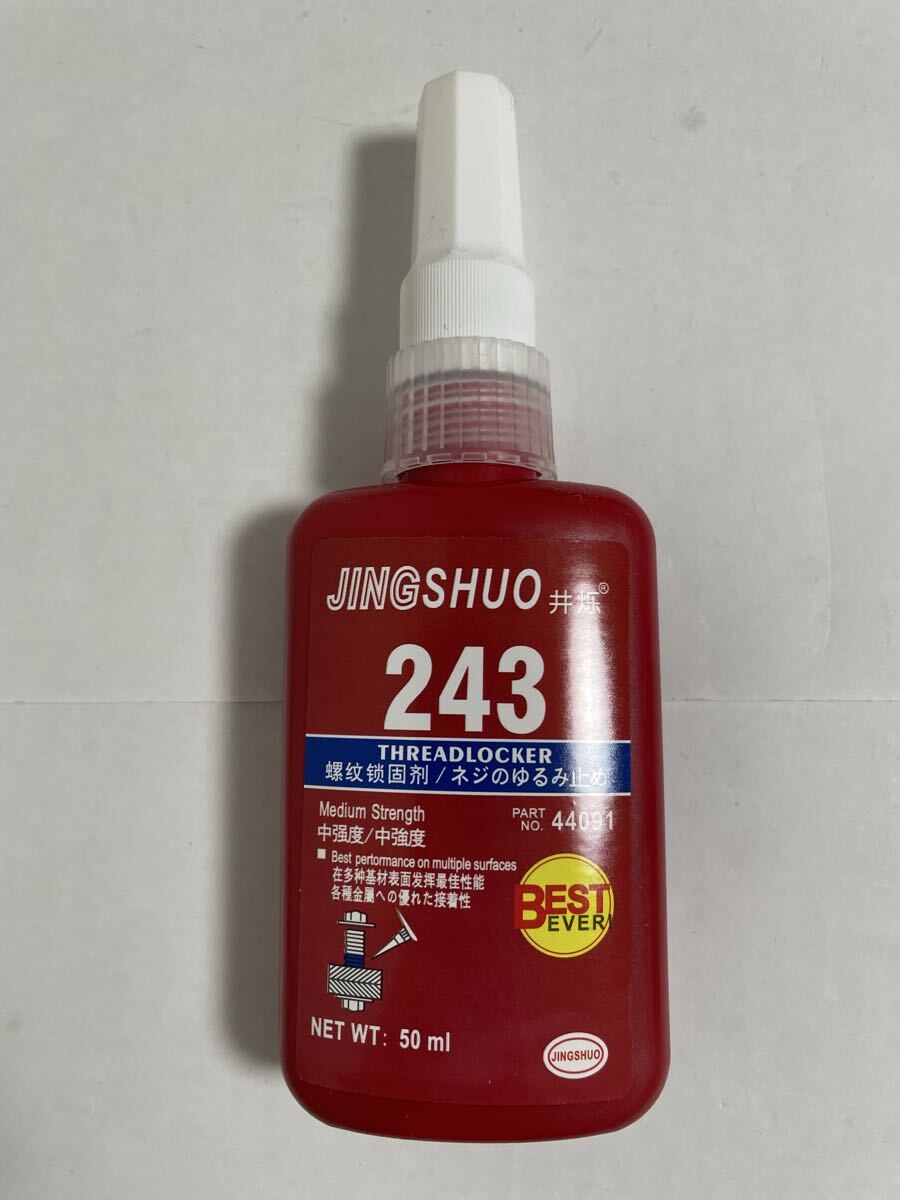 JINGSHUO 井烁®
243
THREADLOCKER
螺纹锁固剂/ネジのゆるみ止め
Medium Strength
中强度/中強度
PART NO. 44091
■ Best pertormance on multiple surfaces
在多种基材表面发挥最佳性能
各種金屬への優れた接着性
BEST
EVER!
NET WT: 50 ml
JINGSHUO